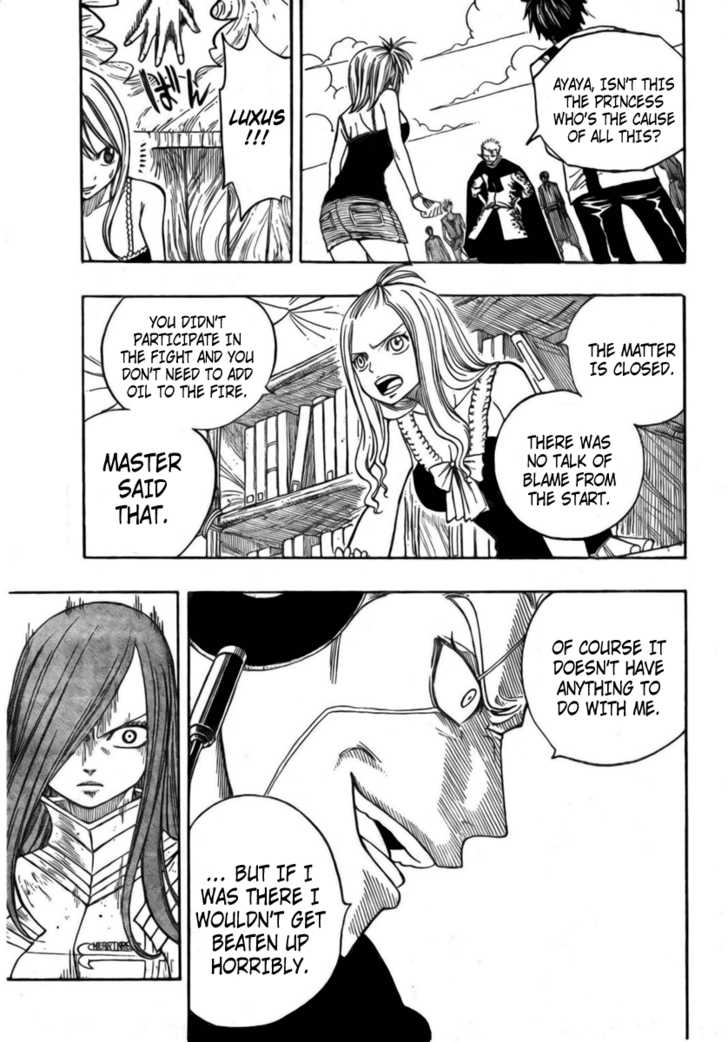 AYAYA, ISN'T THIS
THE PRINCESS
WHO'S THE CAUSE
OF ALL THIS?
LUXUS
!!!
ばん
THE MATTER
IS CLOSED.
THERE WAS
NO TALK OF
BLAME FROM
THE START.
YOU DIDN'T
PARTICIPATE IN
THE FIGHT AND YOU
DON'T NEED TO ADD
OIL TO THE FIRE.
MASTER
SAID
THAT.
OF COURSE IT
DOESN'T HAVE
ANYTHING TO
DO WITH ME.
... BUT IF I
WAS THERE I
WOULDN'T GET
BEATEN UP
HORRIBLY.